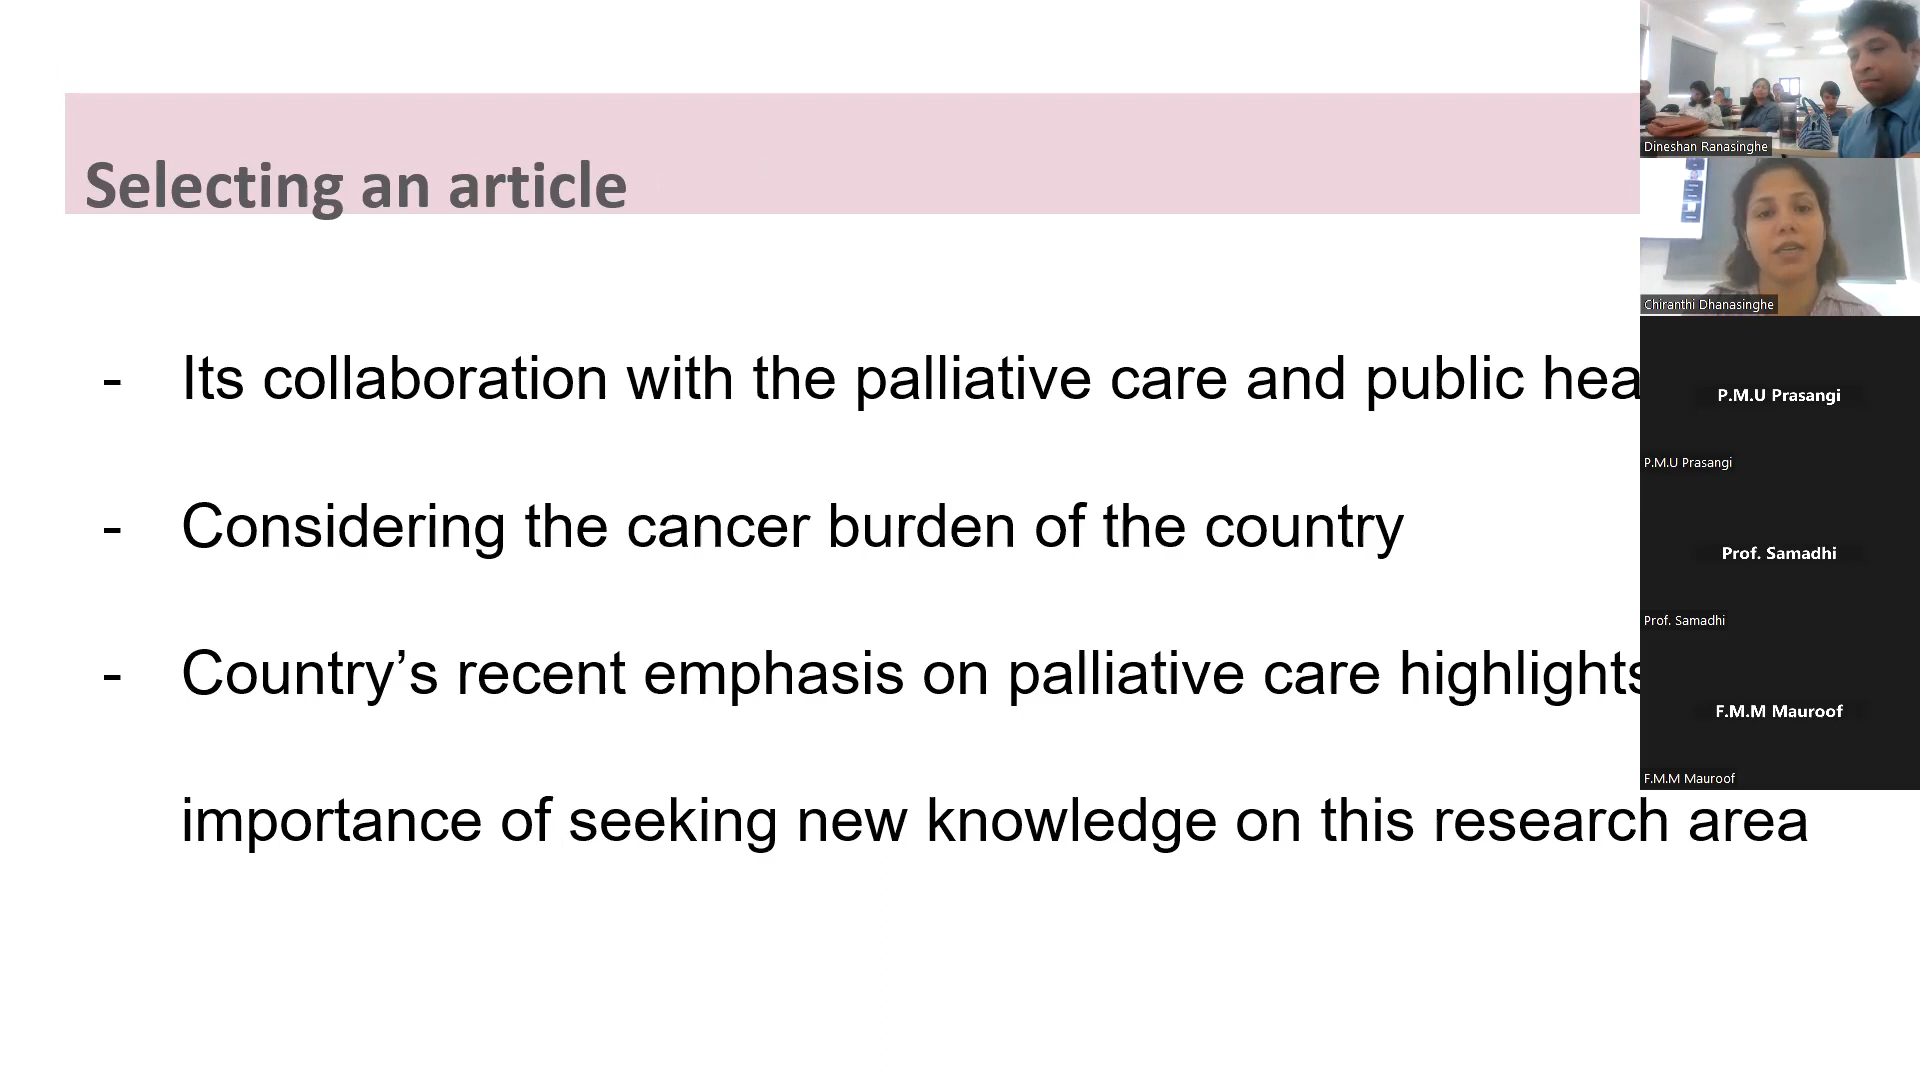 Selecting an article
- Its collaboration with the palliative care and public hea
- Considering the cancer burden of the country
- Country’s recent emphasis on palliative care highlights
importance of seeking new knowledge on this research area
Dineshan Ranasinghe
Chiranthi Dhanasinghe
P.M.U Prasangi
P.M.U Prasangi
Prof. Samadhi
Prof. Samadhi
F.M.M Mauroof
F.M.M Mauroof